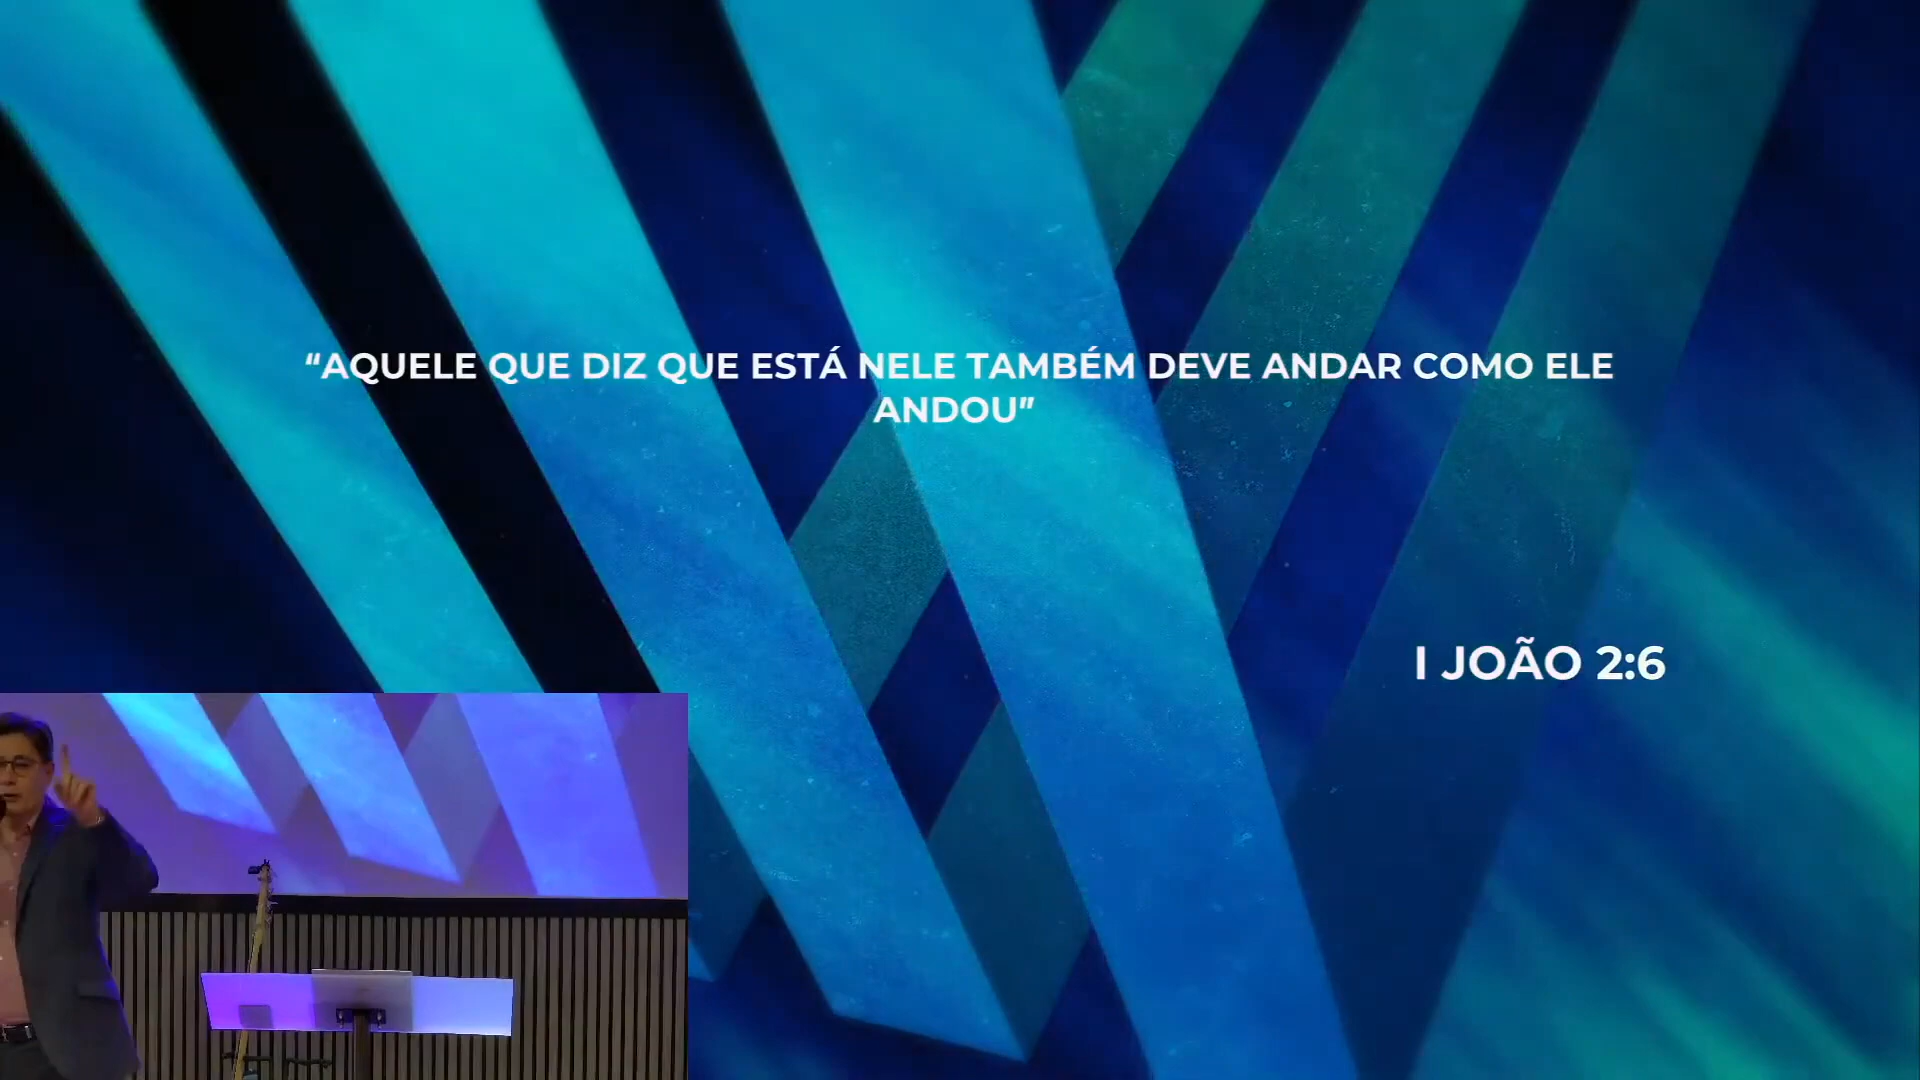 “AQUELE QUE DIZ QUE ESTÁ NELE TAMBÉM DEVE ANDAR COMO ELE
ANDOU”
I JOÃO 2:6